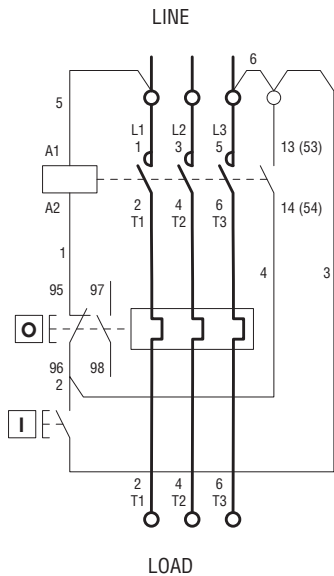 LINE
6
5
L1 L2 L3
1 3 5
A1
13 (53)
A2
14 (54)
2 4 6
T1 T2 T3
1
4
3
95 97
O
96 98
2
I
2 4 6
T1 T2 T3
LOAD